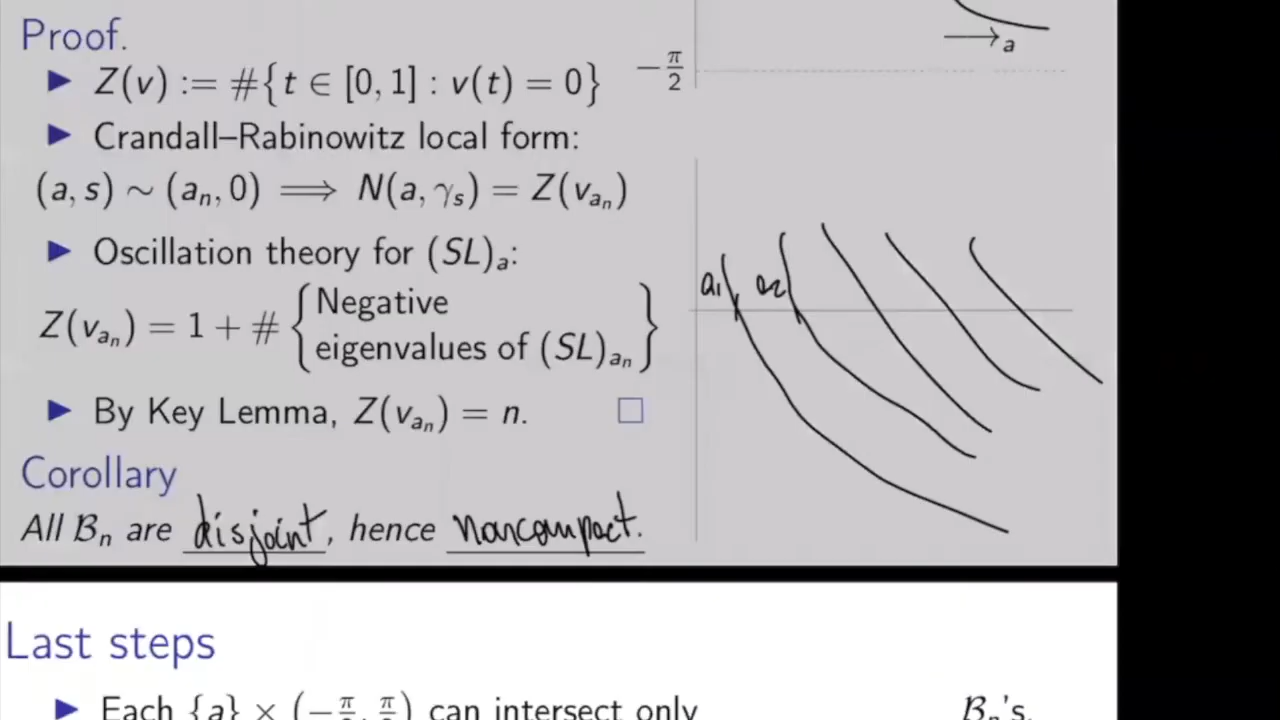 Proof.
▶ Z(v) := #{t ∈ [0, 1] : v(t) = 0}
▶ Crandall–Rabinowitz local form:
(a, s) ∼ (aₙ, 0) ⟹ N(a, γₛ) = Z(v_{aₙ})
▶ Oscillation theory for (SL)ₐ:
Z(v_{aₙ}) = 1 + # { Negative
eigenvalues of (SL)_{aₙ} }
▶ By Key Lemma, Z(v_{aₙ}) = n. □
Corollary
All Bₙ are disjoint, hence noncompact.
⟶ a
−π/2
a₁ a₂
Last steps
▶ Each {a} × (−π/2, π/2) can intersect only Bₙ's.